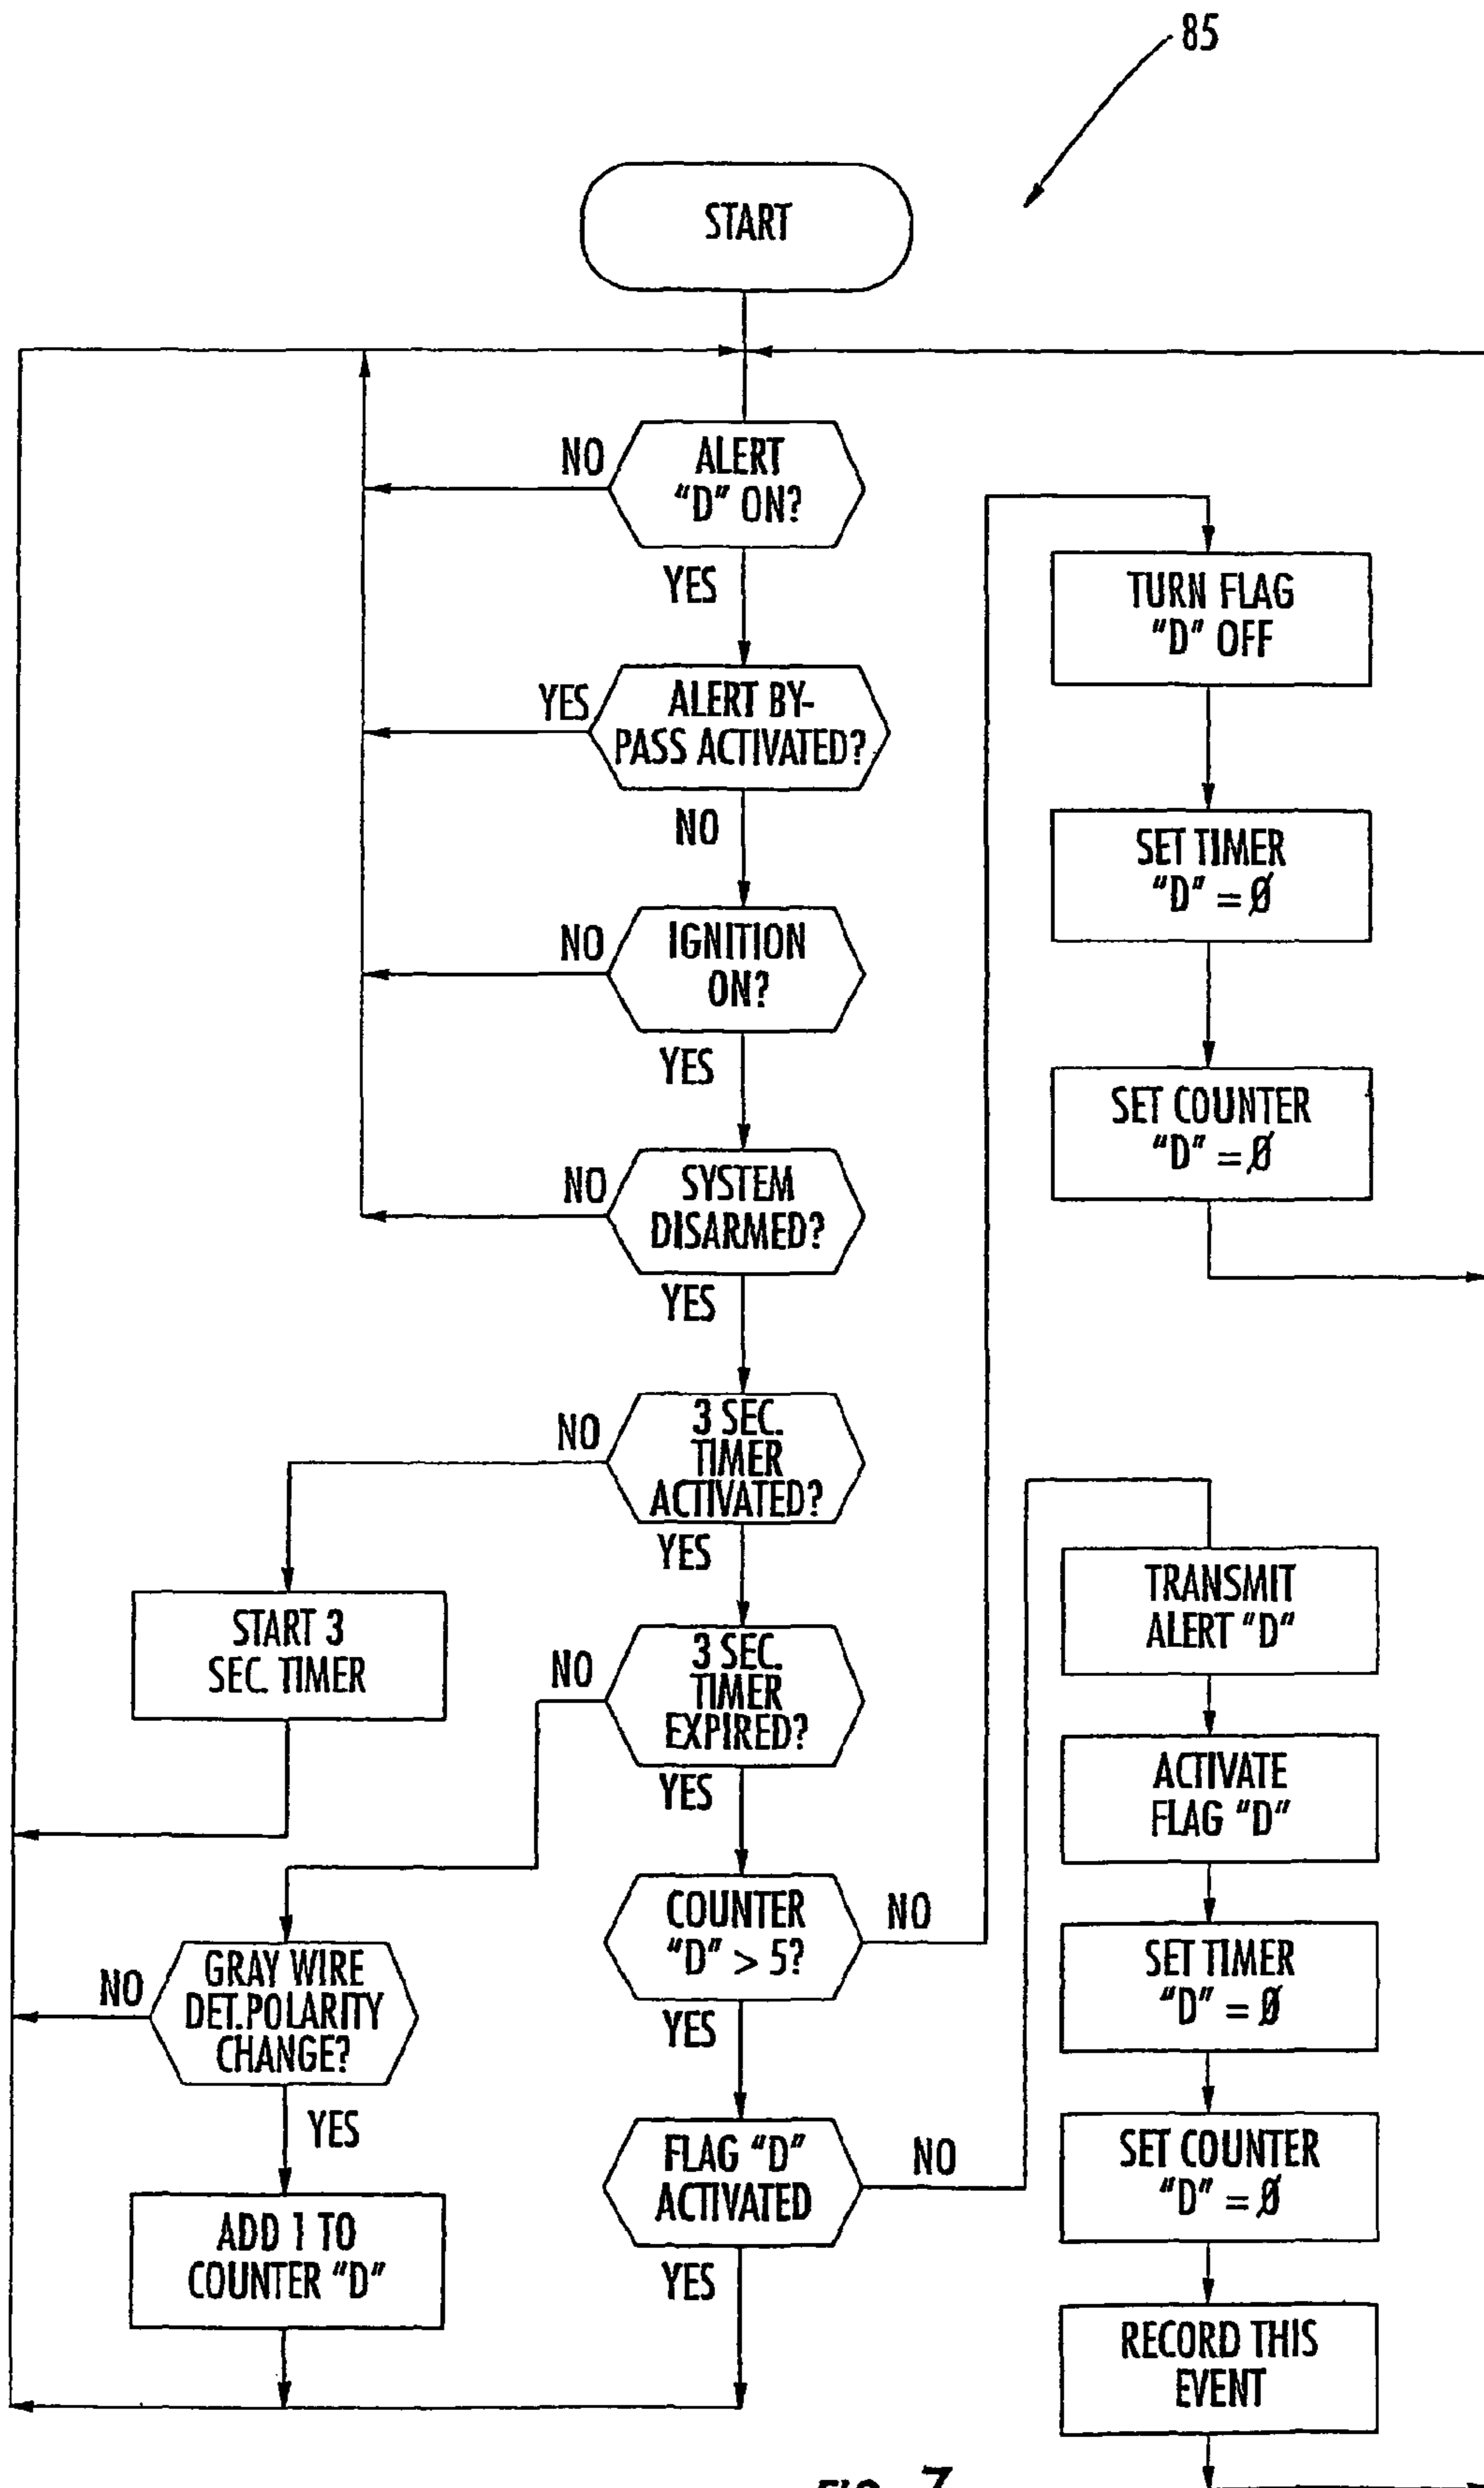 85
START
NO
ALERT
"D" ON?
YES
YES
ALERT BY-
PASS ACTIVATED?
NO
NO
IGNITION
ON?
YES
NO
SYSTEM
DISARMED?
YES
NO
3 SEC.
TIMER
ACTIVATED?
YES
START 3
SEC. TIMER
NO
3 SEC.
TIMER
EXPIRED?
YES
COUNTER
"D" > 5?
NO
YES
NO
GRAY WIRE
DET.POLARITY
CHANGE?
YES
ADD 1 TO
COUNTER "D"
FLAG "D"
ACTIVATED
NO
YES
TURN FLAG
"D" OFF
SET TIMER
"D" = Ø
SET COUNTER
"D" = Ø
TRANSMIT
ALERT "D"
ACTIVATE
FLAG "D"
SET TIMER
"D" = Ø
SET COUNTER
"D" = Ø
RECORD THIS
EVENT
FIG. 7